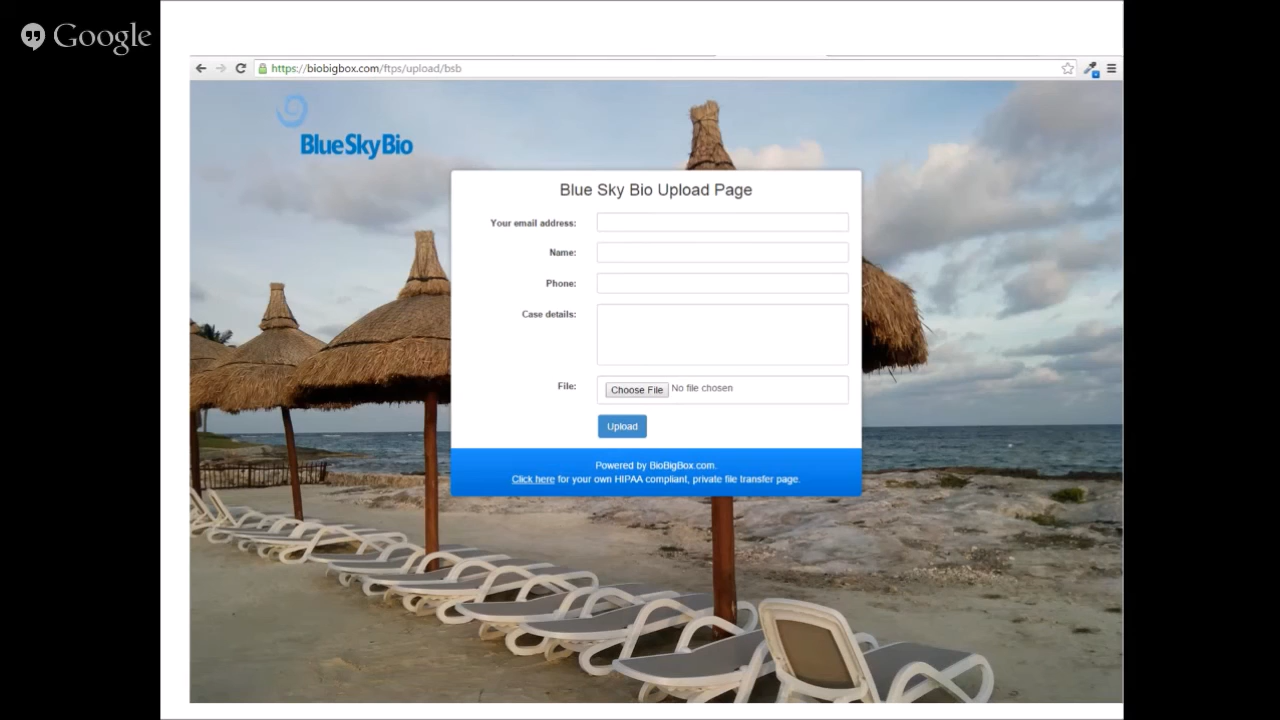 Google
https://biobigbox.com/ftps/upload/bsb
BlueSkyBio
Blue Sky Bio Upload Page
Your email address:
Name:
Phone:
Case details:
File:
Choose File No file chosen
Upload
Powered by BioBigBox.com.
Click here for your own HIPAA compliant, private file transfer page.